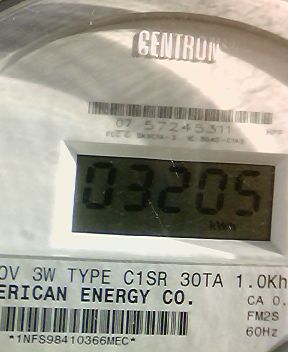 CENTRON
07 57245311
03205
kWh
0V 3W TYPE C1SR 30TA 1.0Kh
ERICAN ENERGY CO.
CA 0.
FM2S
60Hz
*1NFS98410366MEC*